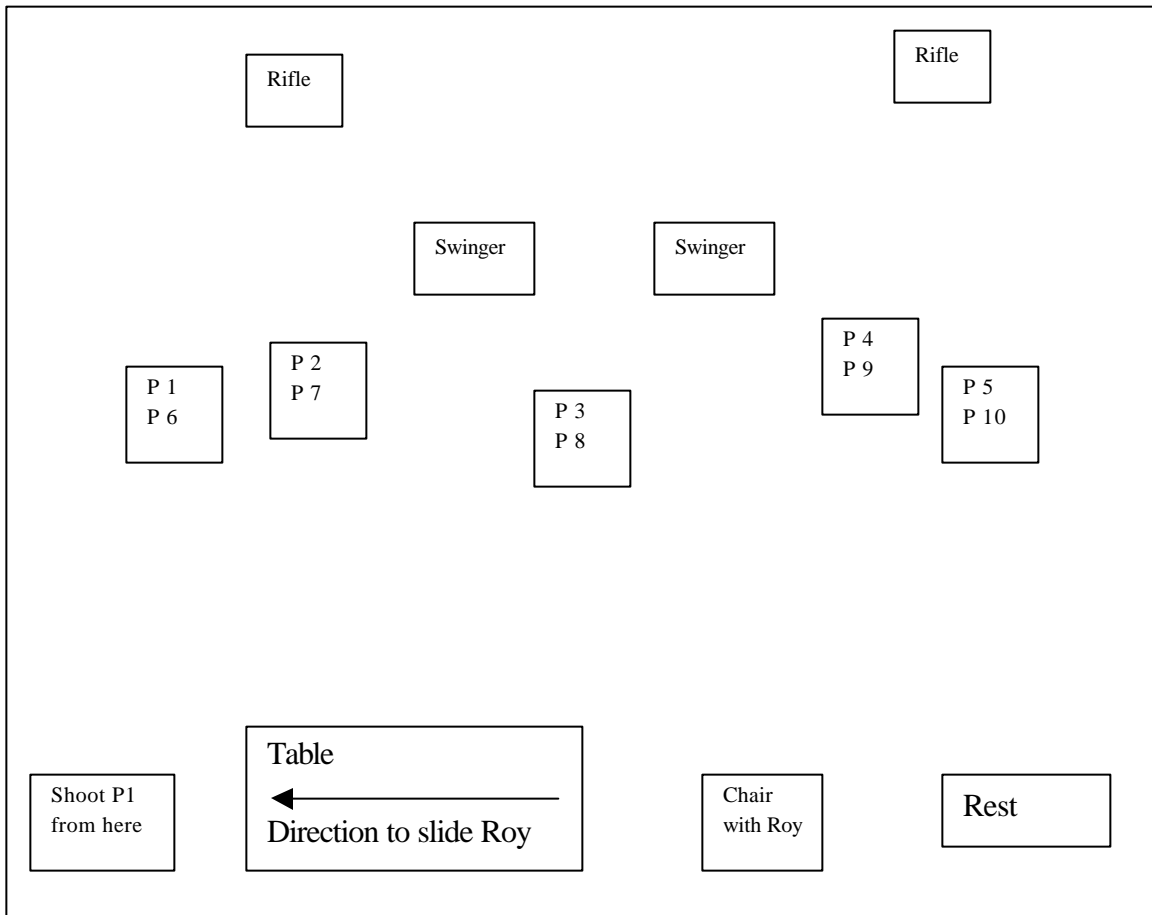 Rifle
Rifle
Swinger
Swinger
P 1
P 6
P 2
P 7
P 3
P 8
P 4
P 9
P 5
P 10
Shoot P1
from here
Table
Direction to slide Roy
Chair
with Roy
Rest